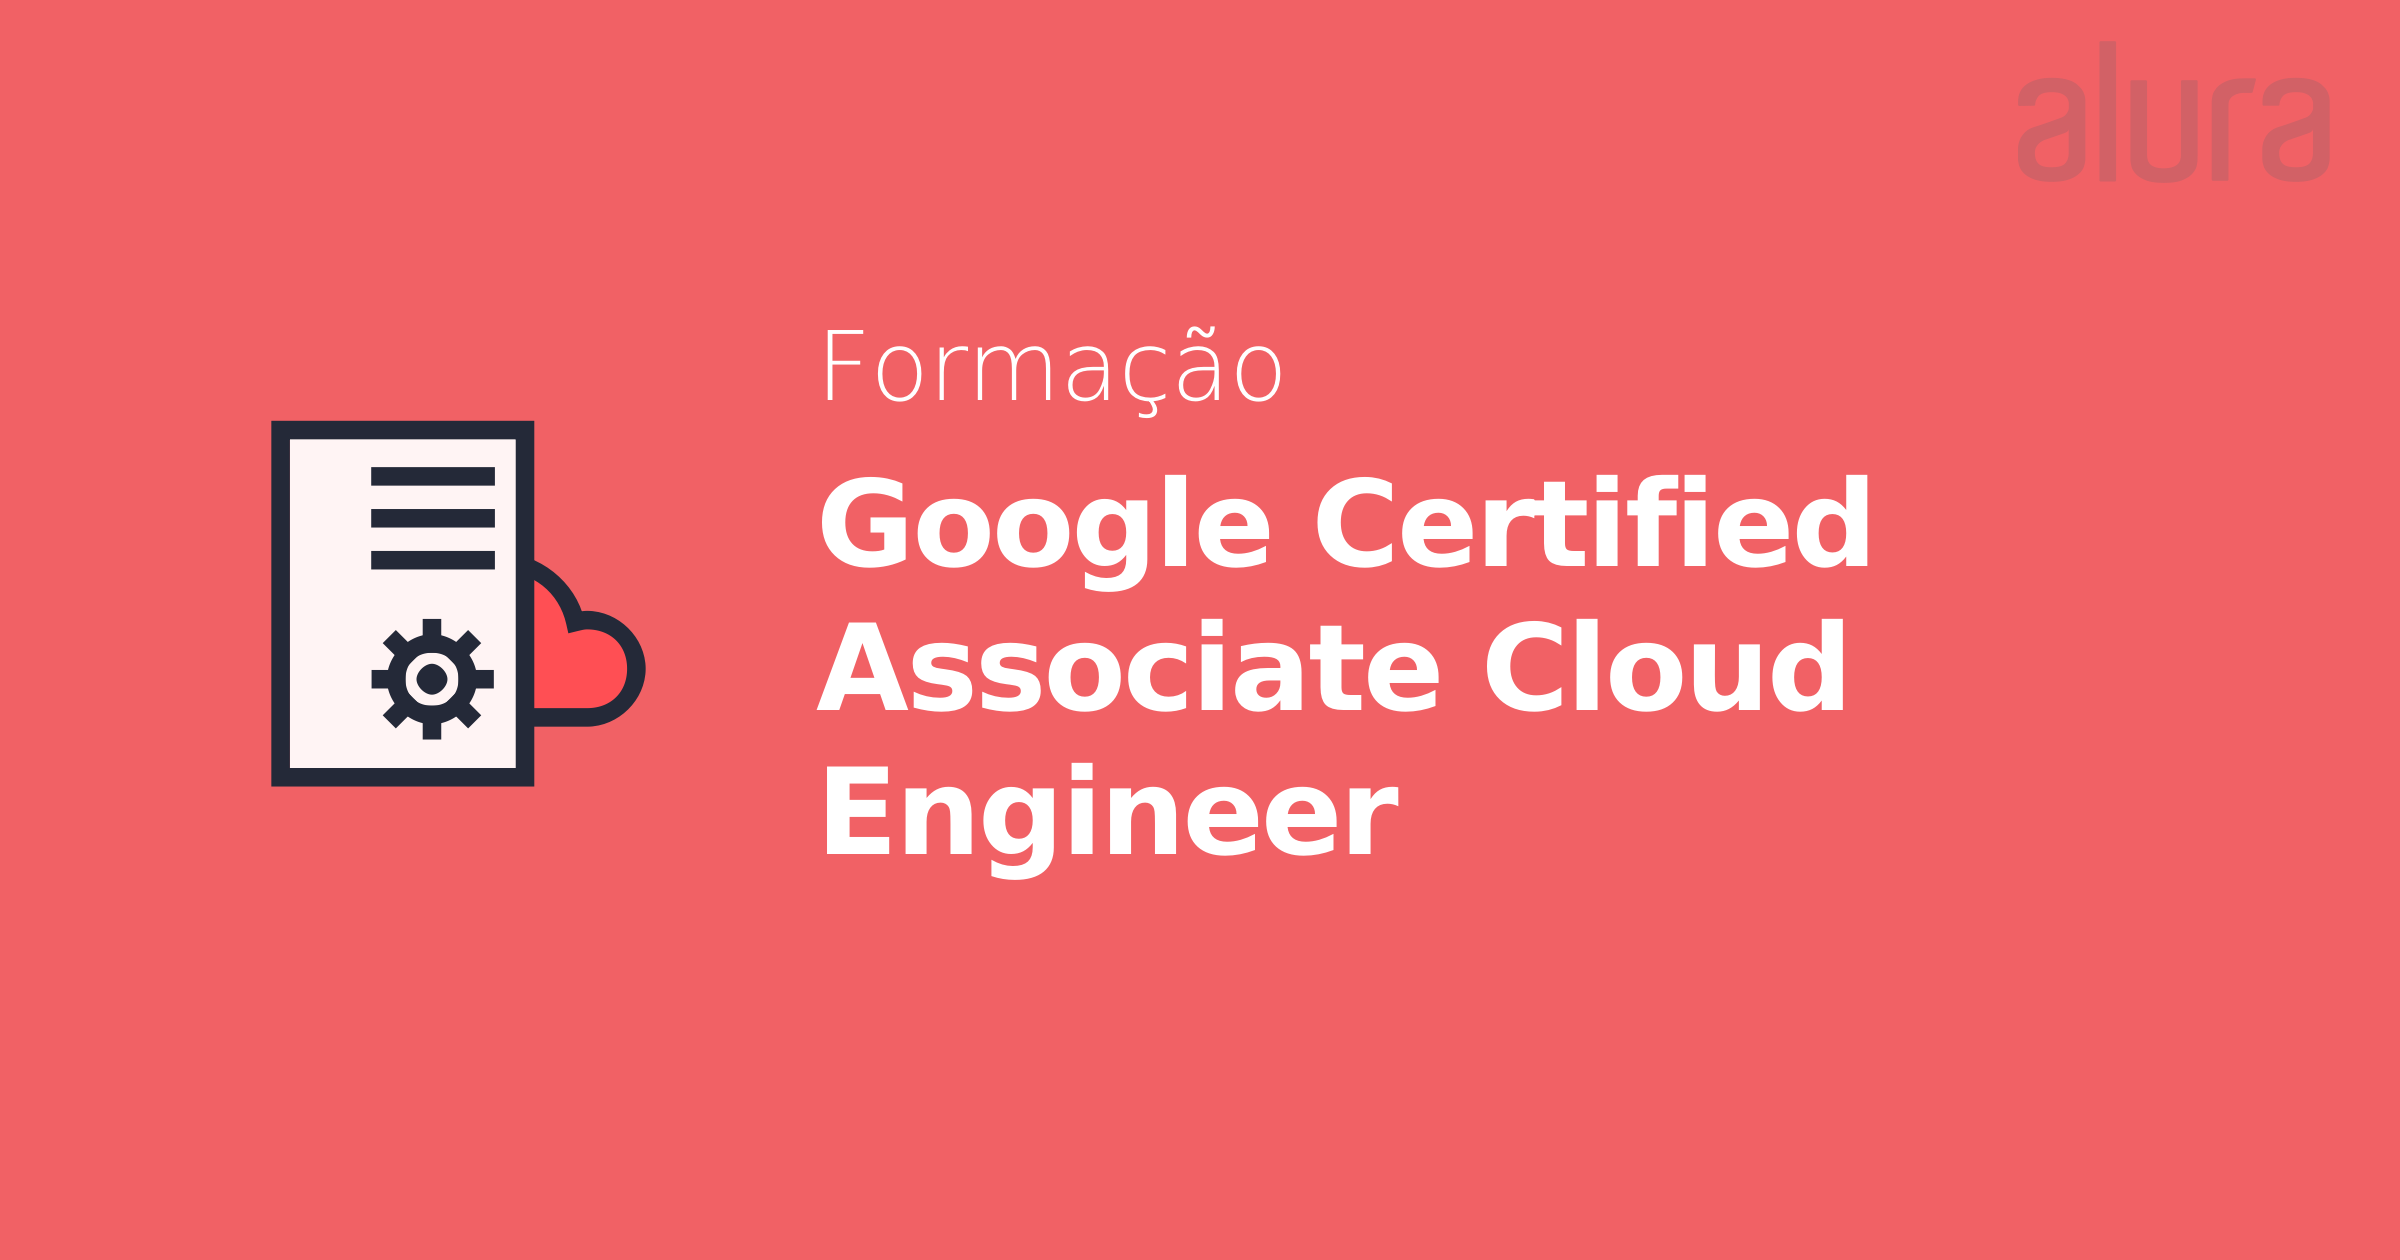 alura
Formação
Google Certified
Associate Cloud
Engineer